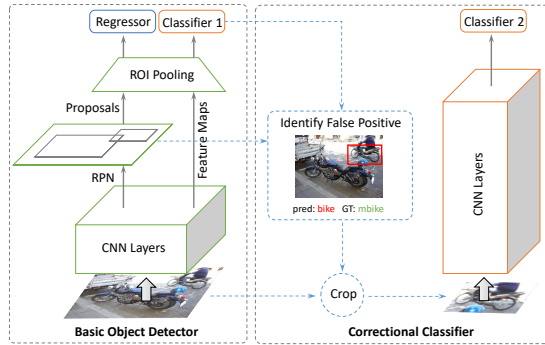 Regressor
Classifier 1
ROI Pooling
Proposals
Feature Maps
RPN
CNN Layers
Basic Object Detector
Identify False Positive
pred: bike GT: mbike
Crop
Classifier 2
CNN Layers
Correctional Classifier